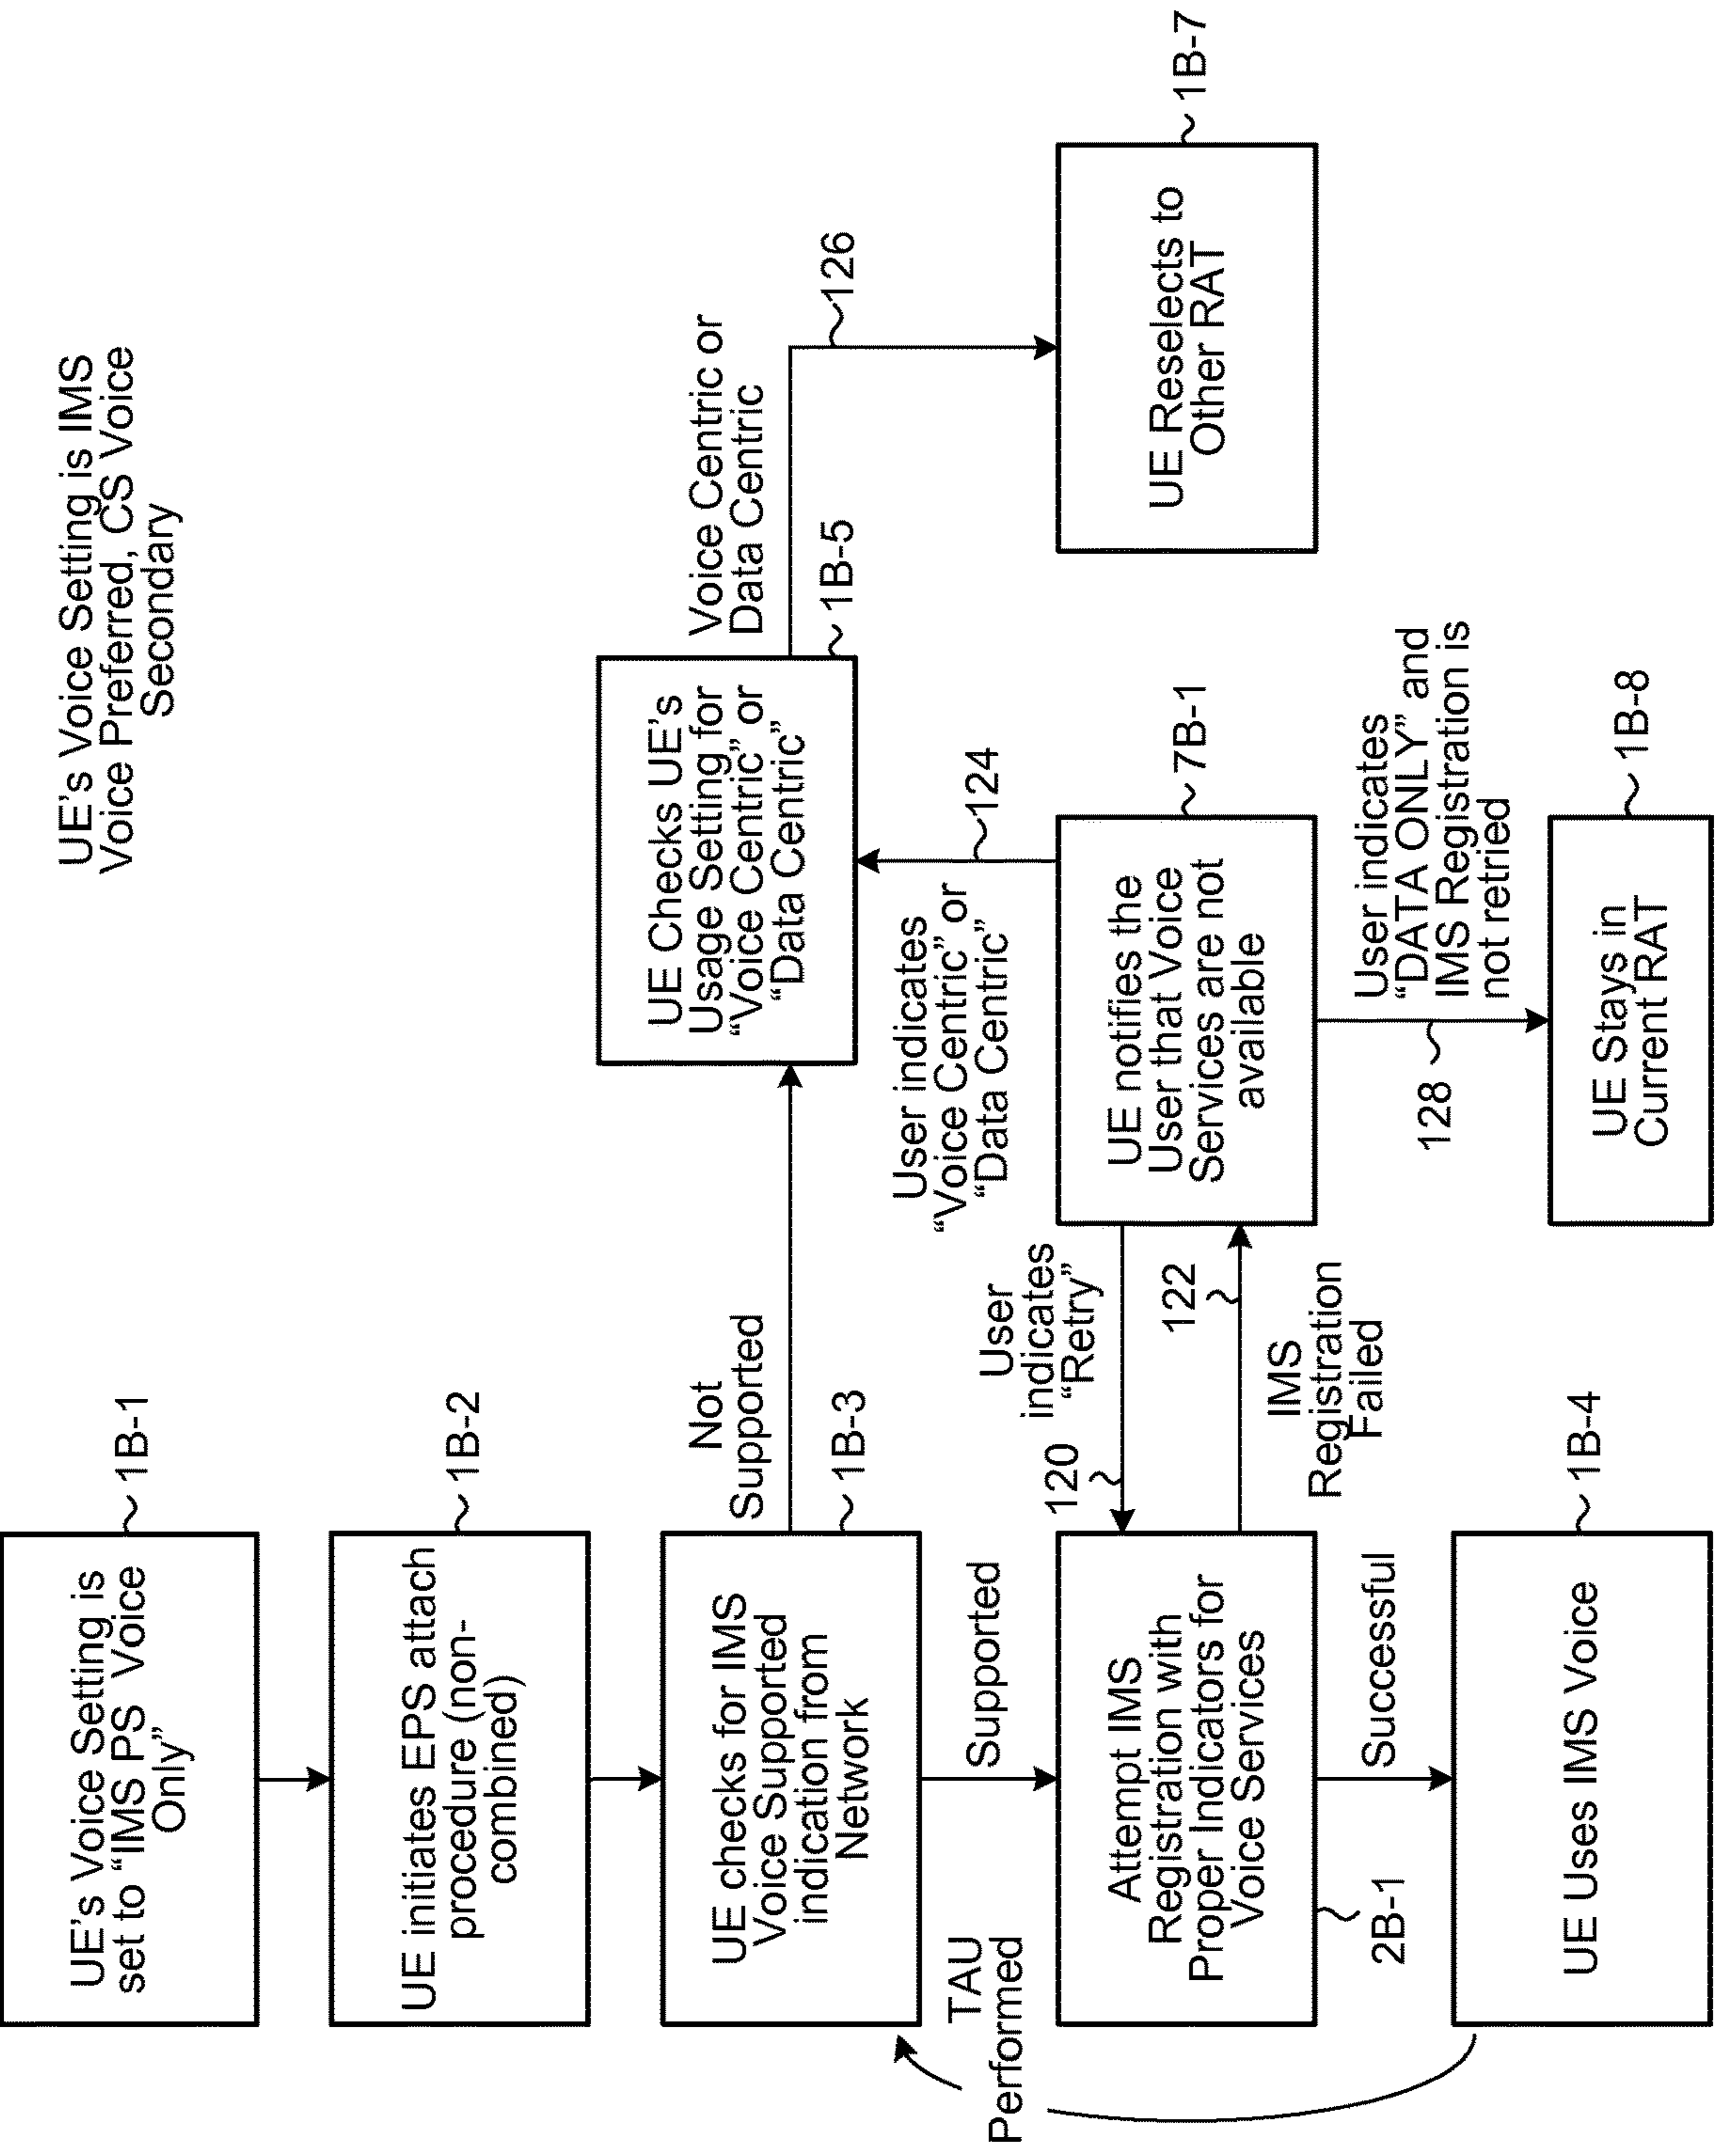 UE's Voice Setting is IMS
Voice Preferred, CS Voice
Secondary
UE's Voice Setting is
set to “IMS PS Voice
Only”
1B-1
UE initiates EPS attach
procedure (non-
combined)
1B-2
UE checks for IMS
Voice Supported
indication from
Network
1B-3
Not
Supported
UE Checks UE's
Usage Setting for
“Voice Centric” or
“Data Centric”
1B-5
Voice Centric or
Data Centric
126
Supported
TAU
Performed
Attempt IMS
Registration with
Proper Indicators for
Voice Services
2B-1
120
User
indicates
“Retry”
122
IMS
Registration
Failed
User indicates
“Voice Centric” or
“Data Centric”
124
UE notifies the
User that Voice
Services are not
available
7B-1
UE Reselects to
Other RAT
1B-7
Successful
UE Uses IMS Voice
1B-4
128
User indicates
“DATA ONLY” and
IMS Registration is
not retried
UE Stays in
Current RAT
1B-8